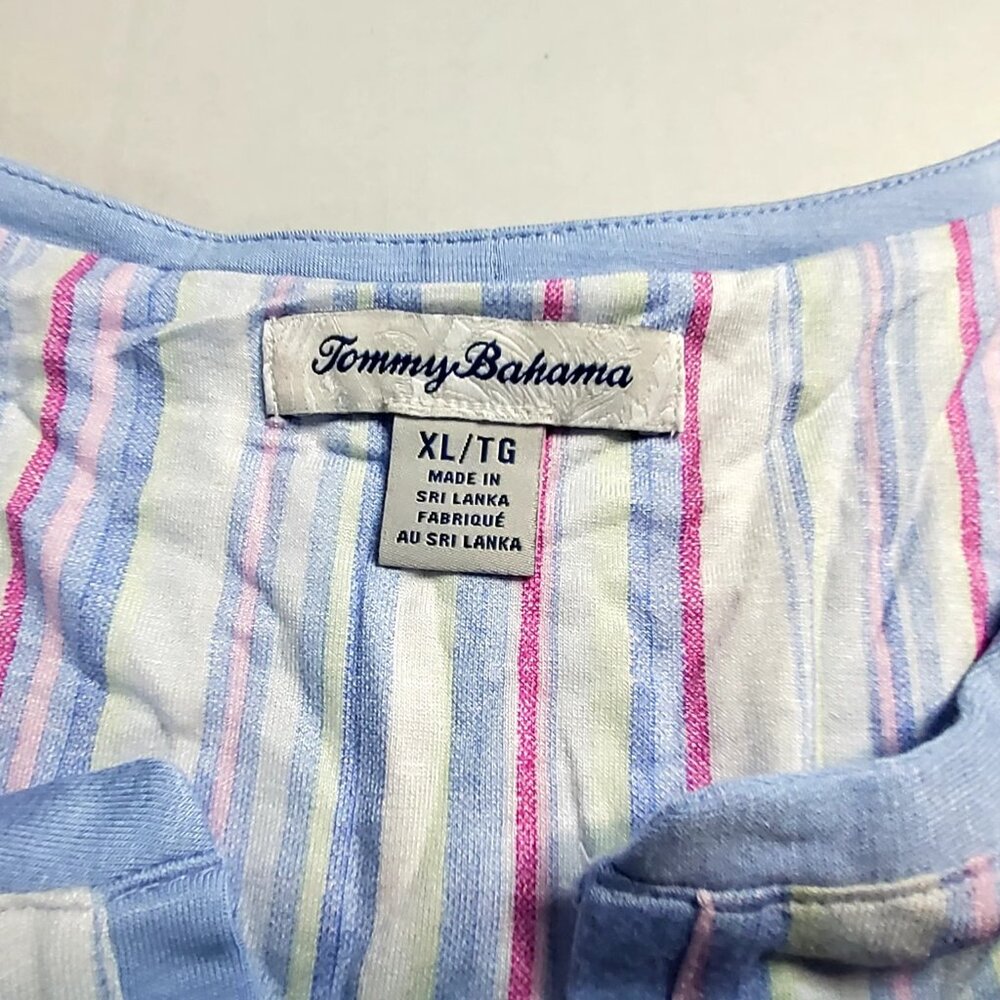 Tommy Bahama
XL/TG
MADE IN
SRI LANKA
FABRIQUÉ
AU SRI LANKA